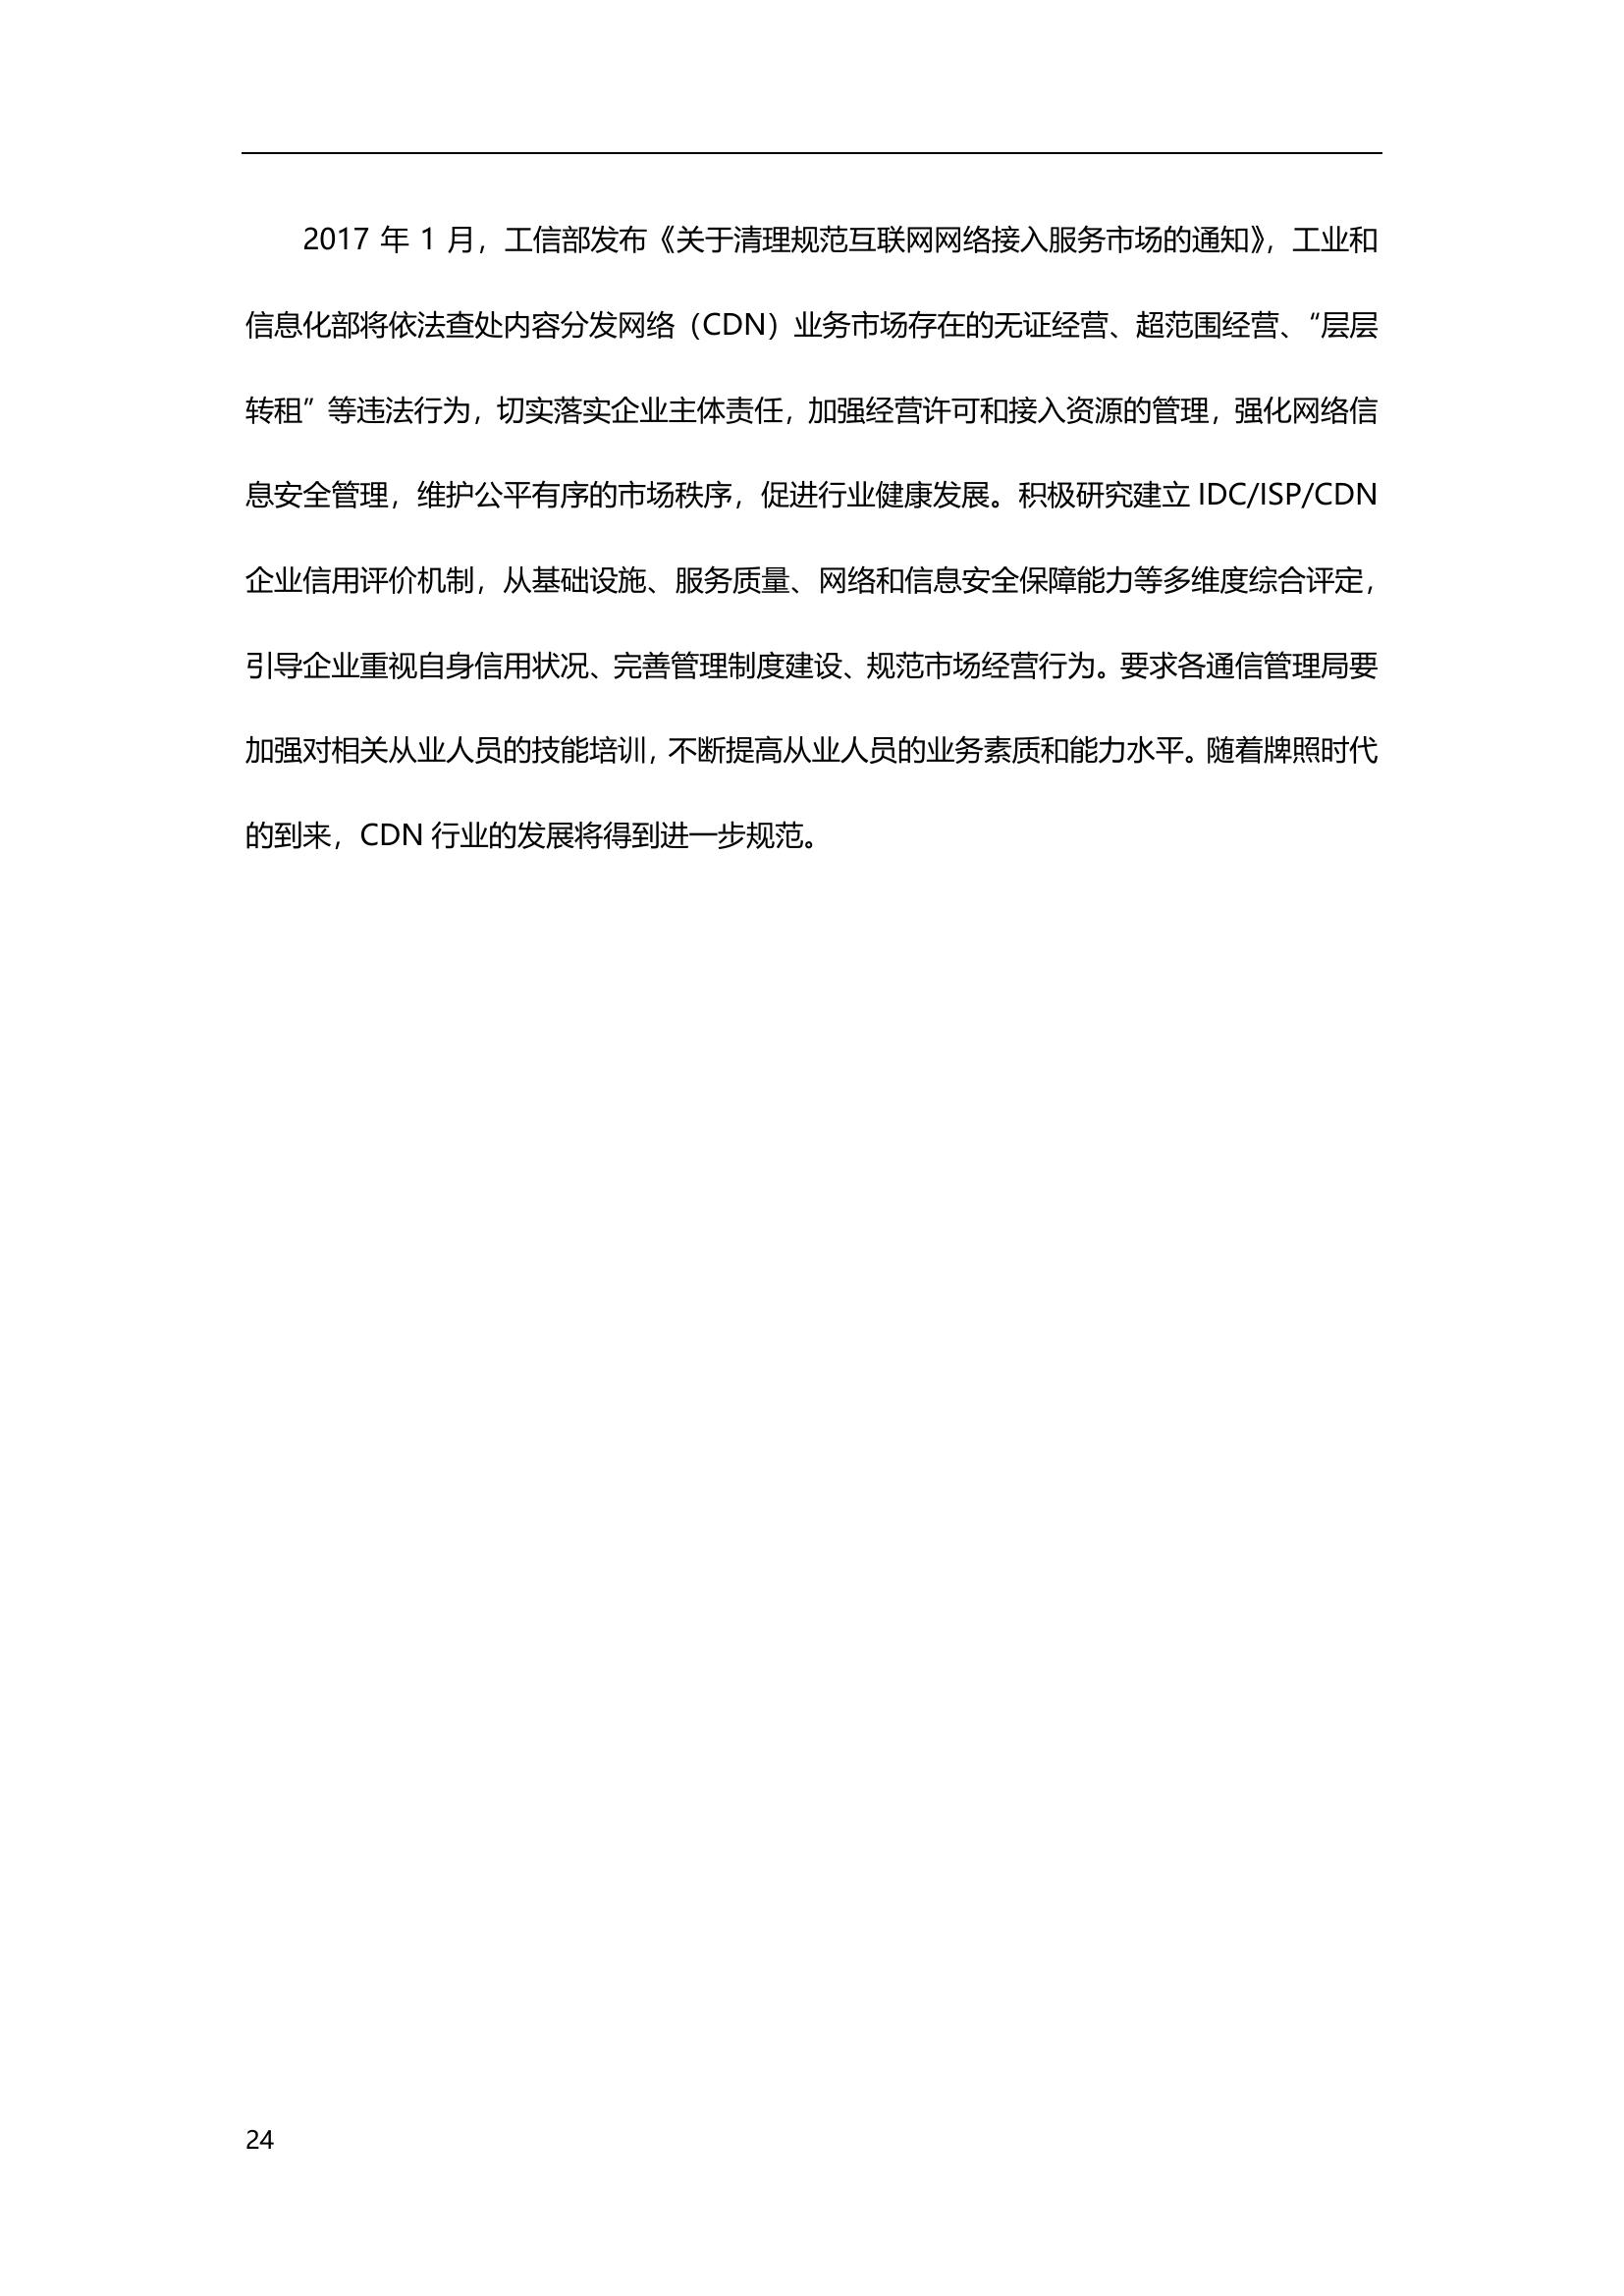 2017 年 1 月，工信部发布《关于清理规范互联网网络接入服务市场的通知》，工业和
信息化部将依法查处内容分发网络（CDN）业务市场存在的无证经营、超范围经营、“层层
转租”等违法行为，切实落实企业主体责任，加强经营许可和接入资源的管理，强化网络信
息安全管理，维护公平有序的市场秩序，促进行业健康发展。积极研究建立 IDC/ISP/CDN
企业信用评价机制，从基础设施、服务质量、网络和信息安全保障能力等多维度综合评定，
引导企业重视自身信用状况、完善管理制度建设、规范市场经营行为。要求各通信管理局要
加强对相关从业人员的技能培训，不断提高从业人员的业务素质和能力水平。随着牌照时代
的到来，CDN 行业的发展将得到进一步规范。
24